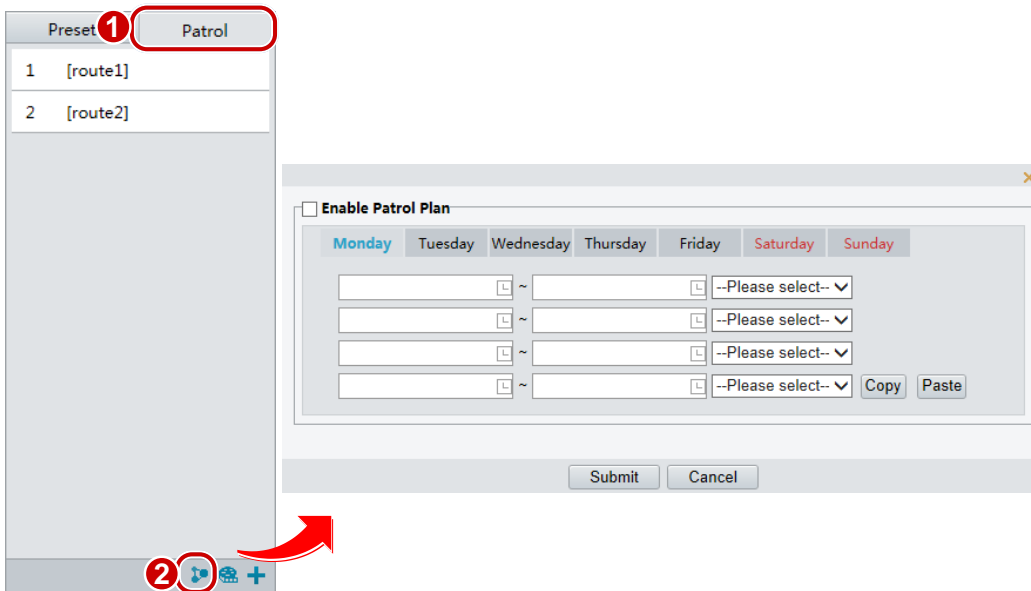 Preset 1 Patrol
1 [route1]
2 [route2]
Enable Patrol Plan
Monday Tuesday Wednesday Thursday Friday Saturday Sunday
~ --Please select--
~ --Please select--
~ --Please select--
~ --Please select-- Copy Paste
Submit Cancel
2